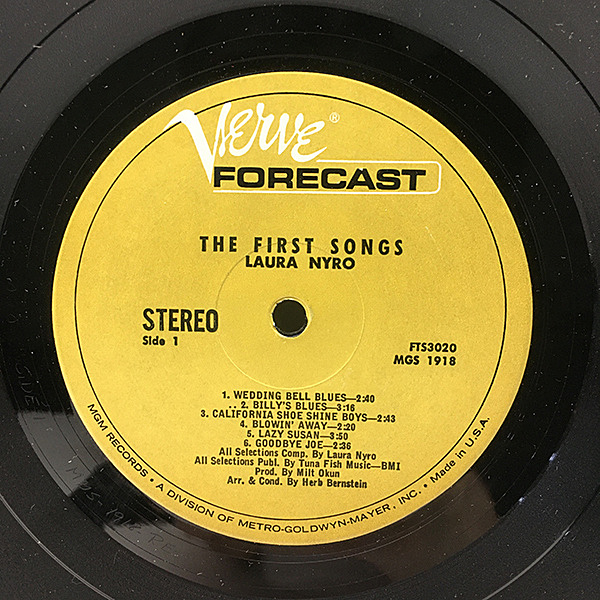 Verve®
FORECAST
THE FIRST SONGS
LAURA NYRO
STEREO
Side 1
FTS3020
MGS 1918
1. WEDDING BELL BLUES—2:40
2. BILLY'S BLUES—3:16
3. CALIFORNIA SHOE SHINE BOYS—2:43
4. BLOWIN' AWAY—2:20
5. LAZY SUSAN—3:50
6. GOODBYE JOE—2:36
All Selections Comp. By Laura Nyro
All Selections Publ. By Tuna Fish Music—BMI
Prod. By Milt Okun
Arr. & Cond. By Herb Bernstein
MGM RECORDS • A DIVISION OF METRO-GOLDWYN-MAYER, INC. • Made in U.S.A.